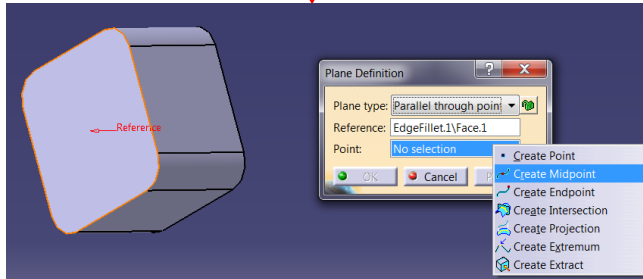 Reference
Plane Definition
?
X
Plane type: Parallel through point
Reference: EdgeFillet.1\Face.1
Point: No selection
OK
Cancel
P
Create Point
Create Midpoint
Create Endpoint
Create Intersection
Create Projection
Create Extremum
Create Extract